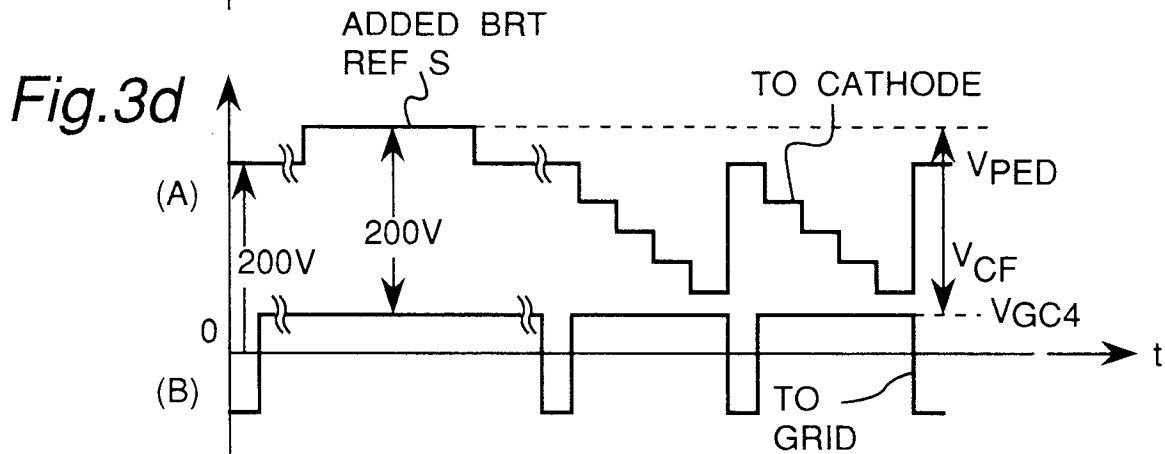 Fig.3d
ADDED BRT
REF S
TO CATHODE
(A)
200V
200V
VPED
VCF
VGC4
0
t
(B)
TO
GRID